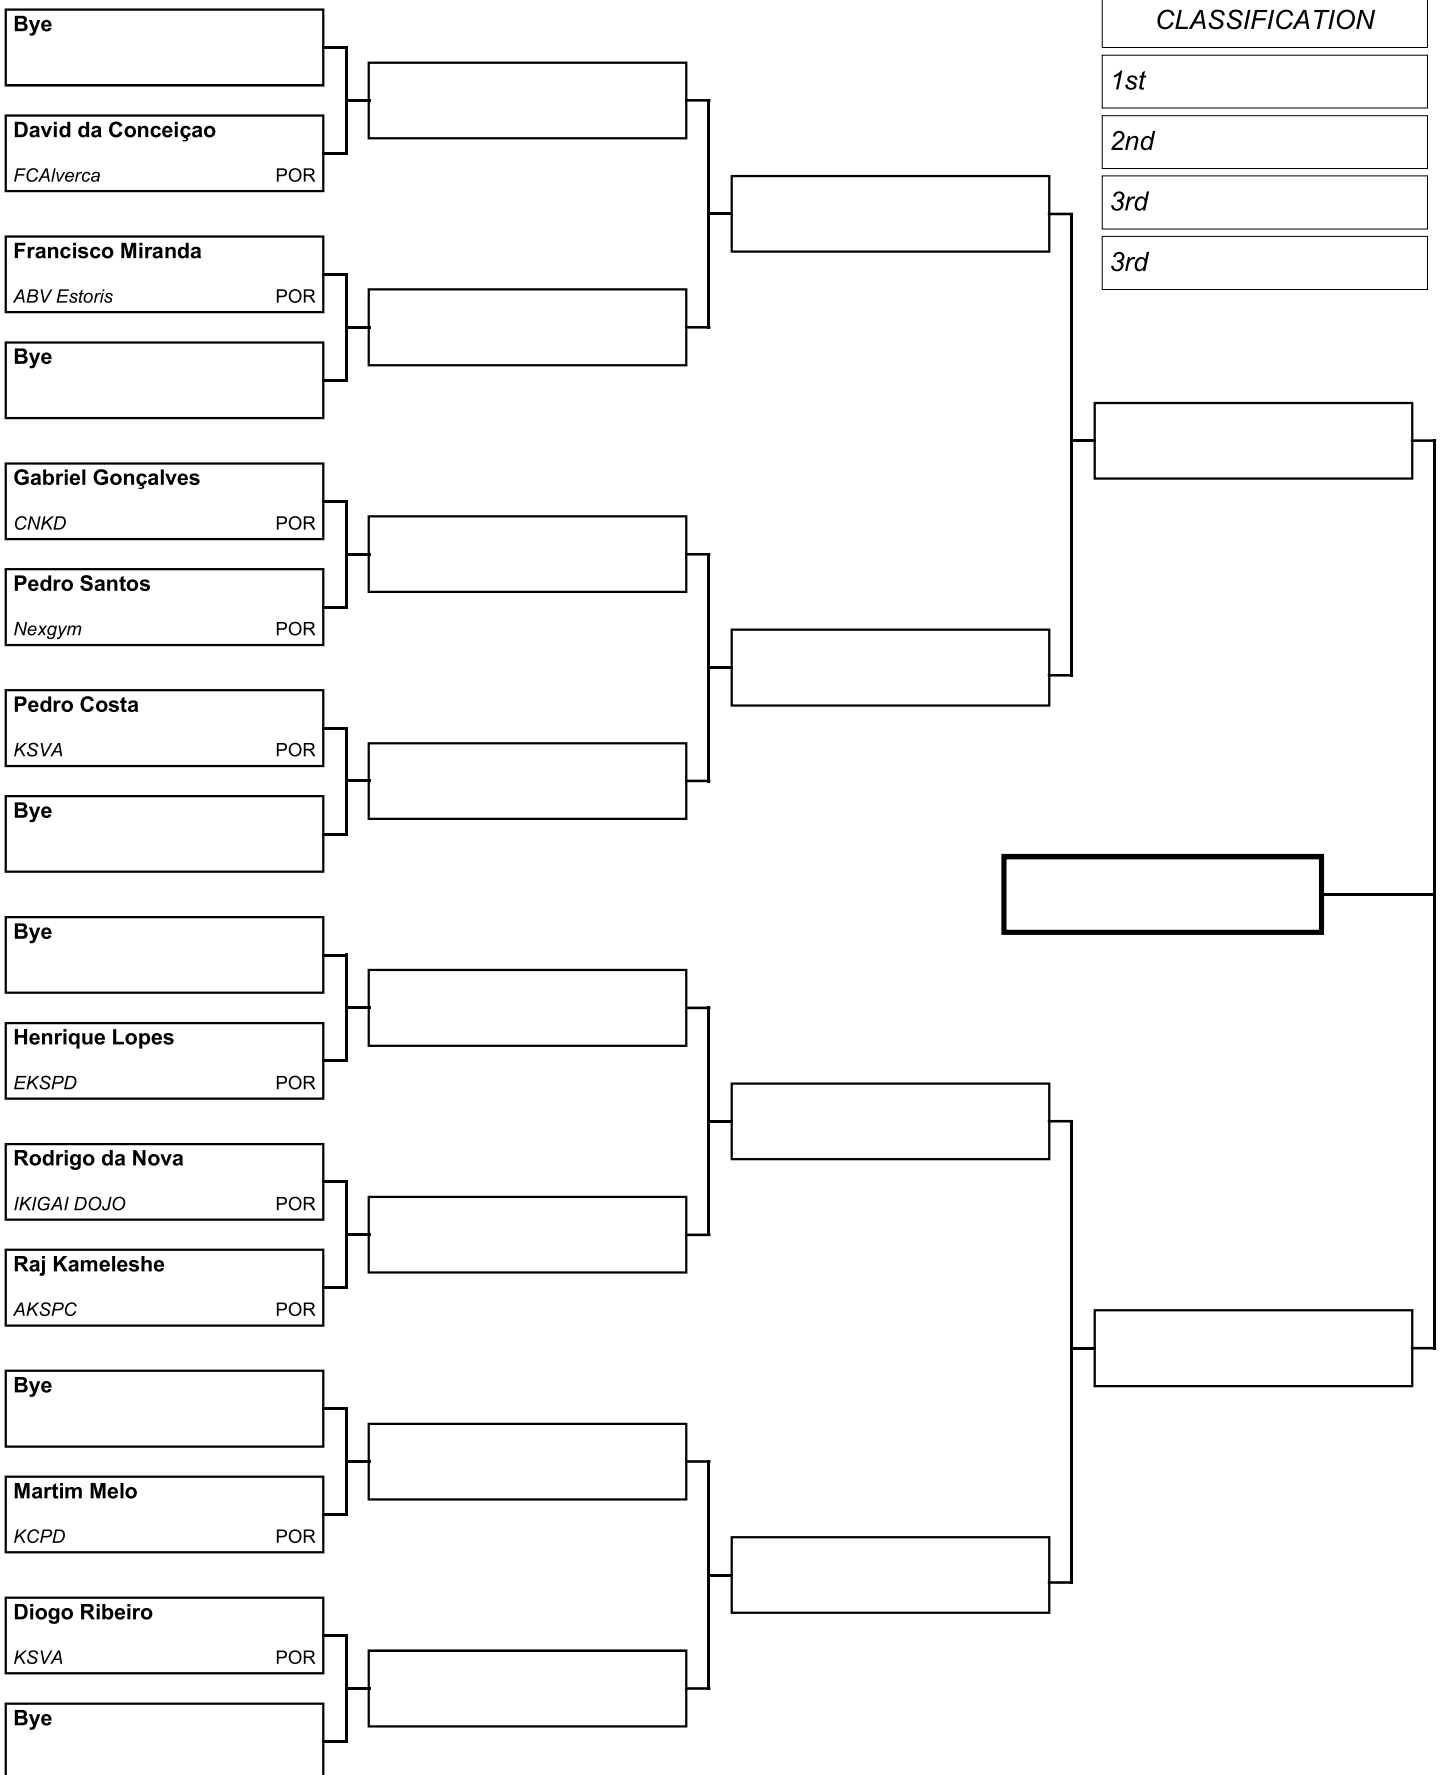 Bye
David da Conceiçao
FCAlverca POR
Francisco Miranda
ABV Estoris POR
Bye
Gabriel Gonçalves
CNKD POR
Pedro Santos
Nexgym POR
Pedro Costa
KSVA POR
Bye
Bye
Henrique Lopes
EKSPD POR
Rodrigo da Nova
IKIGAI DOJO POR
Raj Kameleshe
AKSPC POR
Bye
Martim Melo
KCPD POR
Diogo Ribeiro
KSVA POR
Bye
CLASSIFICATION
1st
2nd
3rd
3rd